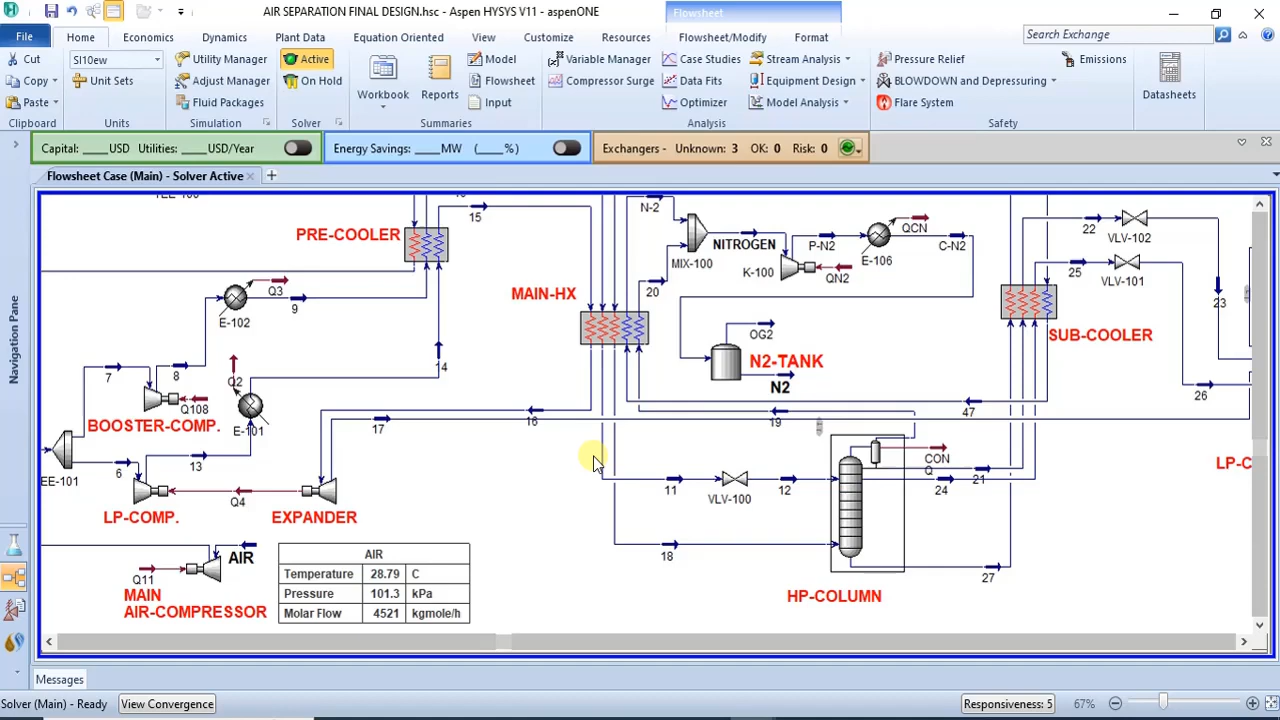 AIR SEPARATION FINAL DESIGN.hsc - Aspen HYSYS V11 - aspenONE
Flowsheet
File
Home
Economics
Dynamics
Plant Data
Equation Oriented
View
Customize
Resources
Flowsheet/Modify
Format
Search Exchange
Cut
Copy
Paste
Clipboard
SI10ew
Unit Sets
Units
Utility Manager
Adjust Manager
Fluid Packages
Simulation
Active
On Hold
Solver
Workbook
Reports
Model
Flowsheet
Input
Summaries
Variable Manager
Compressor Surge
Case Studies
Data Fits
Optimizer
Stream Analysis
Equipment Design
Model Analysis
Analysis
Pressure Relief
BLOWDOWN and Depressuring
Flare System
Emissions
Safety
Datasheets
Capital: ____USD Utilities: ____USD/Year
Energy Savings: ____MW (____%)
Exchangers - Unknown: 3 OK: 0 Risk: 0
Flowsheet Case (Main) - Solver Active
Navigation Pane
PRE-COOLER
15
MAIN-HX
N-2
MIX-100
NITROGEN
K-100
P-N2
QN2
E-106
QCN
C-N2
20
OG2
N2-TANK
N2
22
VLV-102
25
VLV-101
23
SUB-COOLER
26
Q3
E-102
9
14
7
8
Q108
BOOSTER-COMP.
Q2
E-101
13
6
EE-101
LP-COMP.
Q4
EXPANDER
16
17
19
47
11
VLV-100
12
18
CON
Q
21
24
27
HP-COLUMN
LP-C
Q11
AIR
MAIN
AIR-COMPRESSOR
AIR
Temperature 28.79 C
Pressure 101.3 kPa
Molar Flow 4521 kgmole/h
Messages
Solver (Main) - Ready
View Convergence
Responsiveness: 5
67%